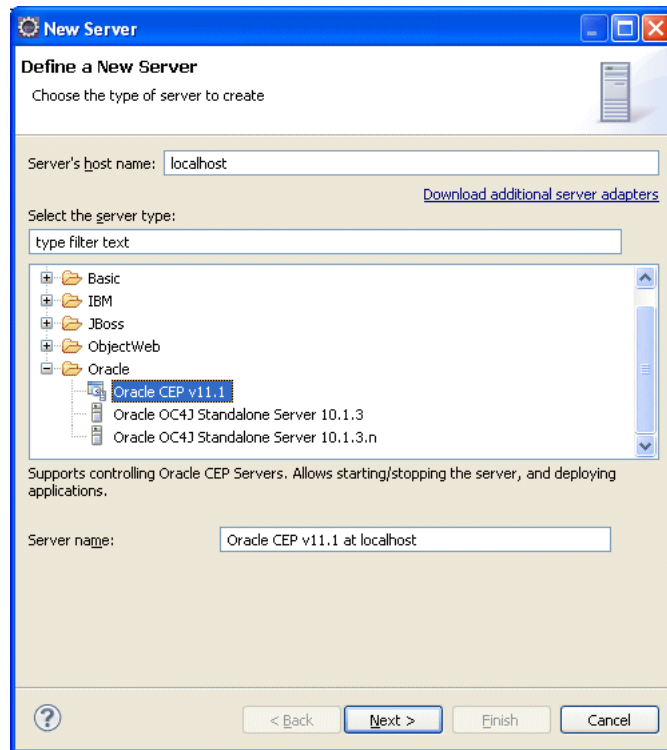 New Server
Define a New Server
Choose the type of server to create
Server's host name: localhost
Download additional server adapters
Select the server type:
type filter text
Basic
IBM
JBoss
ObjectWeb
Oracle
Oracle CEP v11.1
Oracle OC4J Standalone Server 10.1.3
Oracle OC4J Standalone Server 10.1.3.n
Supports controlling Oracle CEP Servers. Allows starting/stopping the server, and deploying
applications.
Server name: Oracle CEP v11.1 at localhost
< Back Next > Finish Cancel